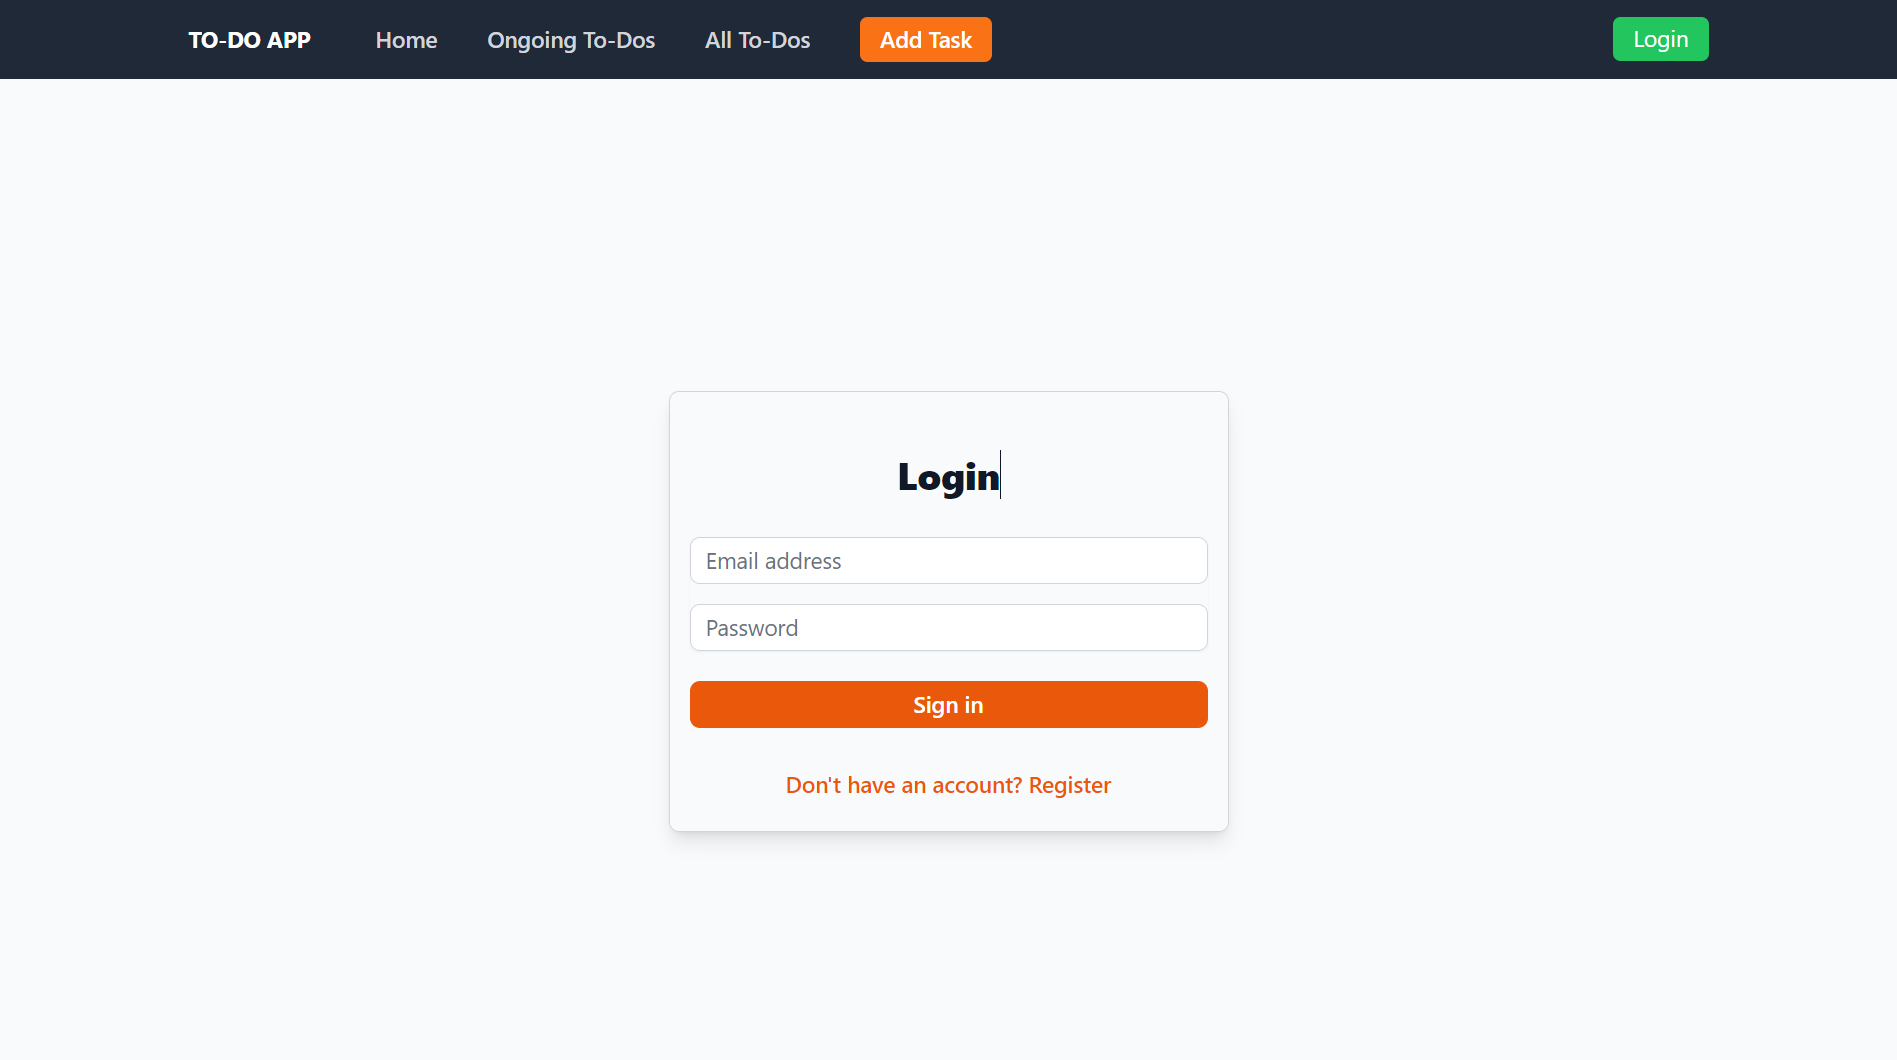 TO-DO APP Home Ongoing To-Dos All To-Dos Add Task Login
Login
Email address
Password
Sign in
Don't have an account? Register